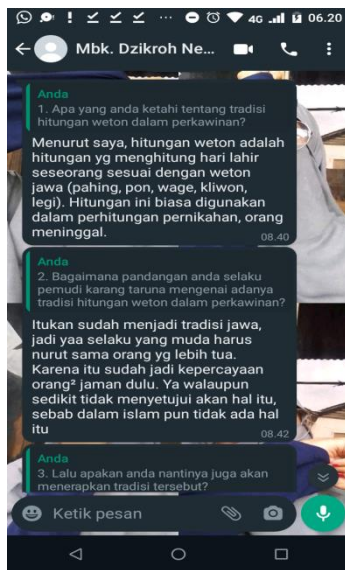 4G 06.20
Mbk. Dzikroh Ne...
Anda
1. Apa yang anda ketahi tentang tradisi
hitungan weton dalam perkawinan?
Menurut saya, hitungan weton adalah
hitungan yg menghitung hari lahir
seseorang sesuai dengan weton
jawa (pahing, pon, wage, kliwon,
legi). Hitungan ini biasa digunakan
dalam perhitungan pernikahan, orang
meninggal.
08.40
Anda
2. Bagaimana pandangan anda selaku
pemudi karang taruna mengenai adanya
tradisi hitungan weton dalam perkawinan?
Itukan sudah menjadi tradisi jawa,
jadi yaa selaku yang muda harus
nurut sama orang yg lebih tua.
Karena itu sudah jadi kepercayaan
orang² jaman dulu. Ya walaupun
sedikit tidak menyetujui akan hal itu,
sebab dalam islam pun tidak ada hal
itu
08.42
Anda
3. Lalu apakan anda nantinya juga akan
menerapkan tradisi tersebut?
Ketik pesan